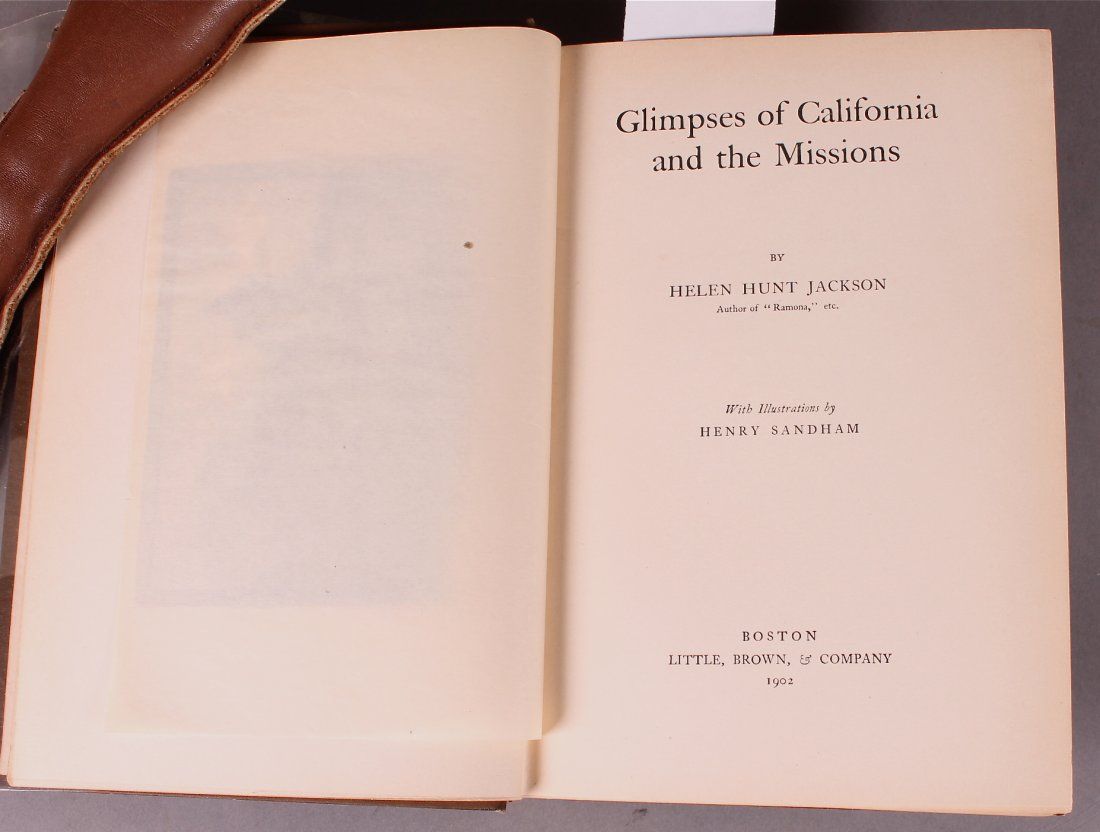 Glimpses of California
and the Missions
BY
HELEN HUNT JACKSON
Author of "Ramona," etc.
With Illustrations by
HENRY SANDHAM
BOSTON
LITTLE, BROWN, & COMPANY
1902